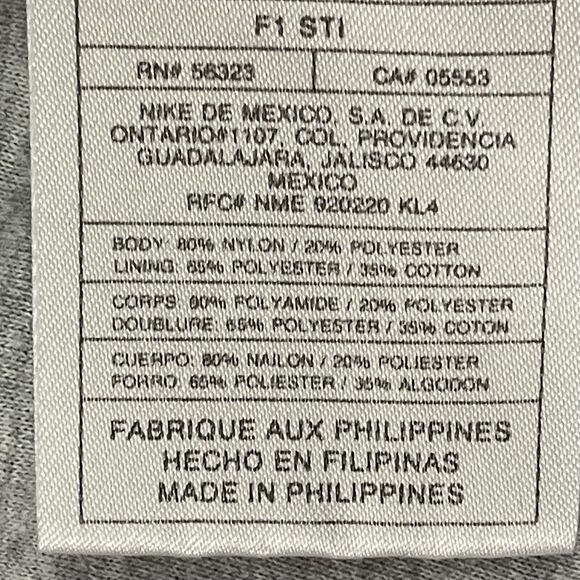 F1 STI
RN# 56323 CA# 05553
NIKE DE MEXICO, S.A. DE C.V.
ONTARIO#1107, COL. PROVIDENCIA
GUADALAJARA, JALISCO 44630
MEXICO
RFC# NME 920220 KL4
BODY: 80% NYLON / 20% POLYESTER
LINING: 65% POLYESTER / 35% COTTON
CORPS: 80% POLYAMIDE / 20% POLYESTER
DOUBLURE: 65% POLYESTER / 35% COTON
CUERPO: 80% NAILON / 20% POLIESTER
FORRO: 65% POLIESTER / 35% ALGODON
FABRIQUE AUX PHILIPPINES
HECHO EN FILIPINAS
MADE IN PHILIPPINES